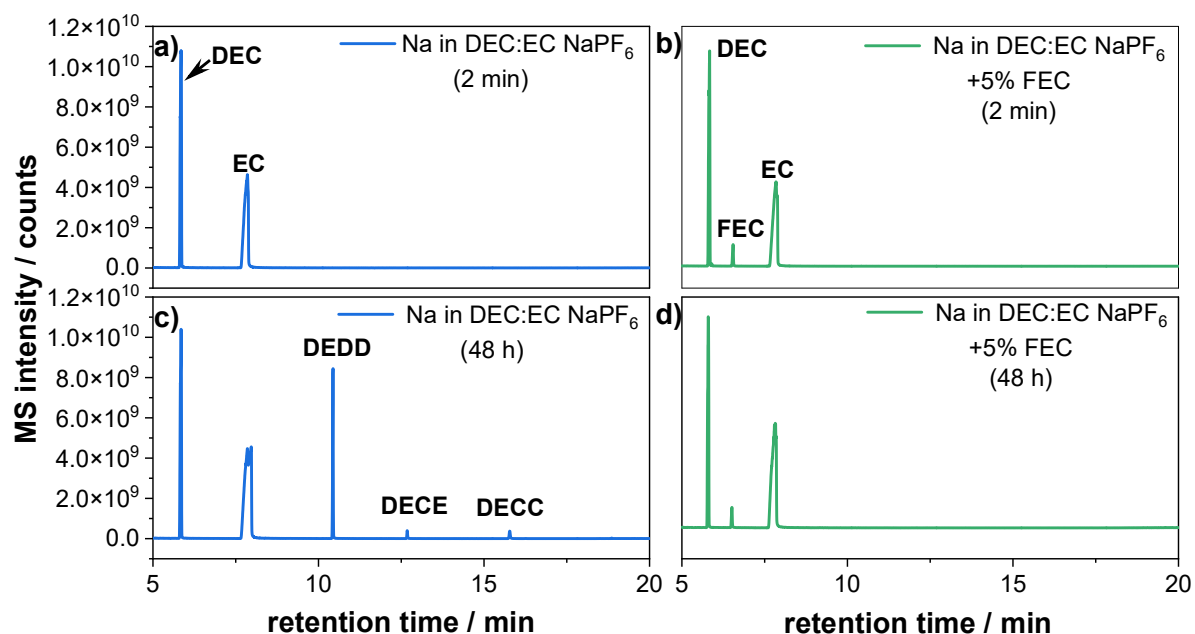 MS intensity / counts
1.2×10¹⁰
1.0×10¹⁰
8.0×10⁹
6.0×10⁹
4.0×10⁹
2.0×10⁹
0.0
a)
DEC
EC
Na in DEC:EC NaPF₆
(2 min)
b)
DEC
FEC
EC
Na in DEC:EC NaPF₆
+5% FEC
(2 min)
1.2×10¹⁰
1.0×10¹⁰
8.0×10⁹
6.0×10⁹
4.0×10⁹
2.0×10⁹
0.0
c)
Na in DEC:EC NaPF₆
(48 h)
DEDD
DECE
DECC
d)
Na in DEC:EC NaPF₆
+5% FEC
(48 h)
5 10 15 20
5 10 15 20
retention time / min
retention time / min